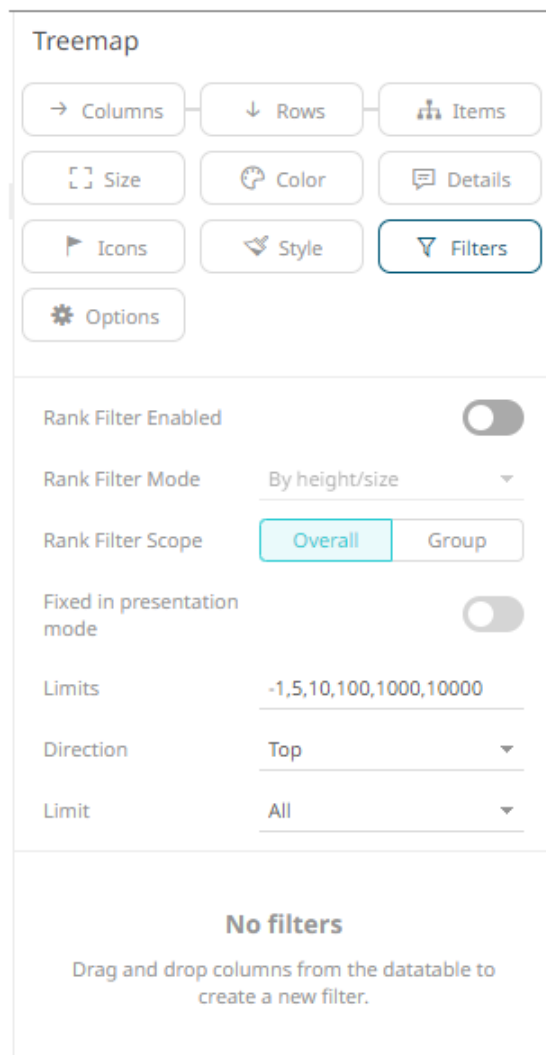 Treemap
Columns
Rows
Items
Size
Color
Details
Icons
Style
Filters
Options
Rank Filter Enabled
Rank Filter Mode
By height/size
Rank Filter Scope
Overall
Group
Fixed in presentation
mode
Limits
-1,5,10,100,1000,10000
Direction
Top
Limit
All
No filters
Drag and drop columns from the datatable to
create a new filter.